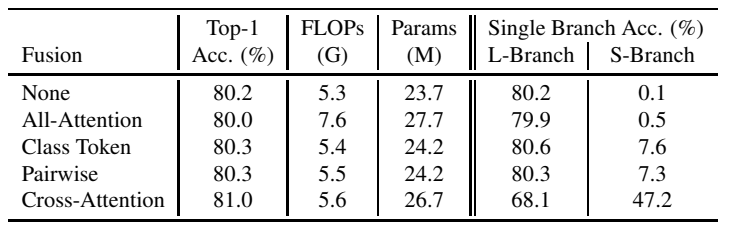 Top-1 FLOPs Params Single Branch Acc. (%)
Fusion Acc. (%) (G) (M) L-Branch S-Branch
None 80.2 5.3 23.7 80.2 0.1
All-Attention 80.0 7.6 27.7 79.9 0.5
Class Token 80.3 5.4 24.2 80.6 7.6
Pairwise 80.3 5.5 24.2 80.3 7.3
Cross-Attention 81.0 5.6 26.7 68.1 47.2